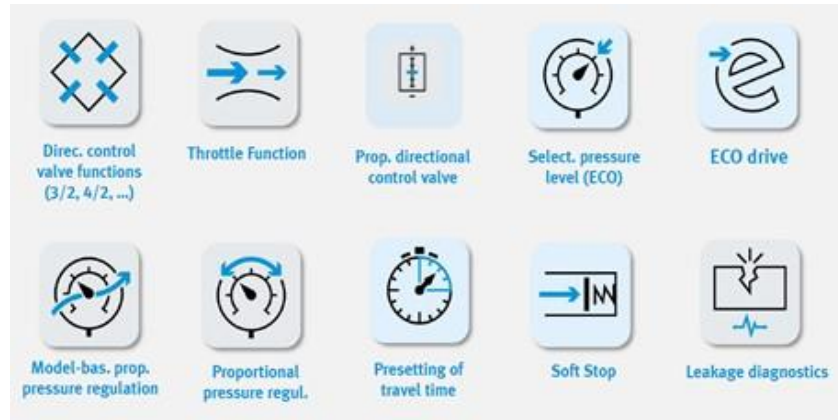 Direc. control
valve functions
(3/2, 4/2, ...)
Throttle Function
Prop. directional
control valve
Select. pressure
level (ECO)
ECO drive
Model-bas. prop.
pressure regulation
Proportional
pressure regul.
Presetting of
travel time
Soft Stop
Leakage diagnostics